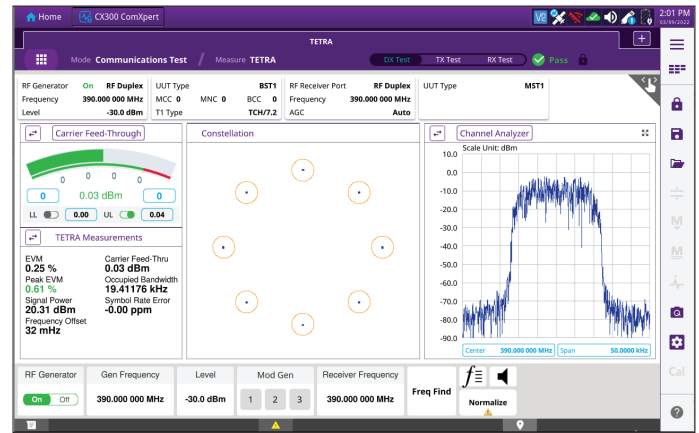 Home
CX300 ComXpert
V2
2:01 PM
03/09/2022
TETRA
+
Mode Communications Test / Measure TETRA
DX Test TX Test RX Test Pass
RF Generator On RF Duplex
Frequency 390.000 000 MHz
Level -30.0 dBm
UUT Type BST1
MCC 0 MNC 0 BCC 0
T1 Type TCH/7.2
RF Receiver Port RF Duplex
Frequency 390.000 000 MHz
AGC Auto
UUT Type MST1
Carrier Feed-Through
0 0 0 0
0 0.03 dBm 0
LL 0.00 UL 0.04
TETRA Measurements
EVM
0.25 %
Peak EVM
0.61 %
Signal Power
20.31 dBm
Frequency Offset
32 mHz
Carrier Feed-Thru
0.03 dBm
Occupied Bandwidth
19.41176 kHz
Symbol Rate Error
-0.00 ppm
Constellation
Channel Analyzer
Scale Unit: dBm
10.0
0.0
-10.0
-20.0
-30.0
-40.0
-50.0
-60.0
-70.0
-80.0
-90.0
Center 390.000 000 MHz Span 50.0000 kHz
RF Generator
On Off
Gen Frequency
390.000 000 MHz
Level
-30.0 dBm
Mod Gen
1 2 3
Receiver Frequency
390.000 000 MHz
Freq Find
f
Normalize
M
M
Cal
?